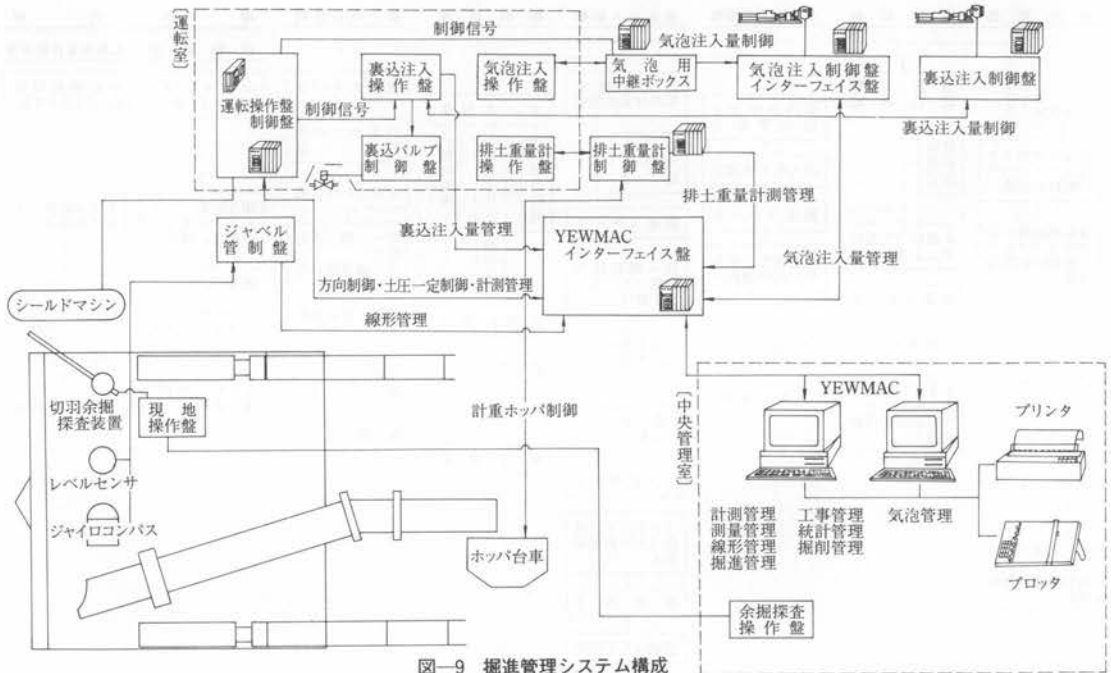 〔運転室〕
制御信号
気泡注入量制御
運転操作盤
制御盤
裏込注入
操作盤
気泡注入
操作盤
気泡用
中継ボックス
気泡注入制御盤
インターフェイス盤
裏込注入制御盤
制御信号
裏込注入量制御
裏込バルブ
制御盤
排土重量計
操作盤
排土重量計
制御盤
排土重量計測管理
ジャベル
管制盤
裏込注入量管理
YEWMAC
インターフェイス盤
気泡注入量管理
方向制御・土圧一定制御・計測管理
シールドマシン
線形管理
切羽余掘
探査装置
現地
操作盤
レベルセンサ
ジャイロコンパス
計重ホッパ制御
ホッパ台車
〔中央管理室〕
YEWMAC
プリンタ
計測管理
測量管理
線形管理
掘進管理
工事管理
統計管理
掘削管理
気泡管理
プロッタ
余掘探査
操作盤
図—9 掘進管理システム構成